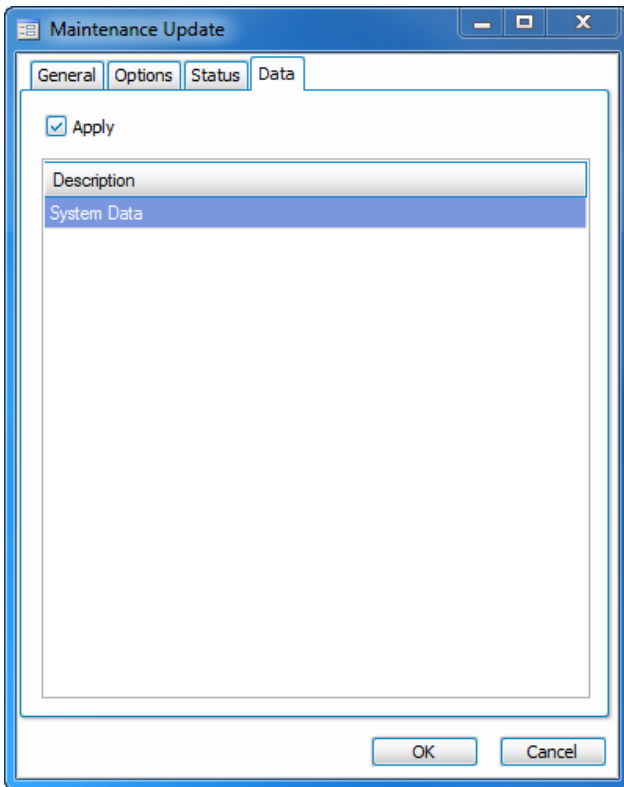 Maintenance Update
General Options Status Data
Apply
Description
System Data
OK Cancel